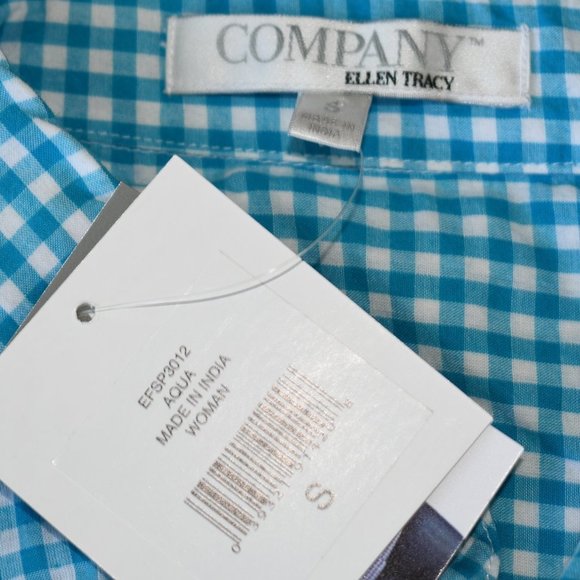 COMPANY™
ELLEN TRACY
S
MADE IN
INDIA
EFSP3012
AQUA
MADE IN INDIA
WOMAN
S